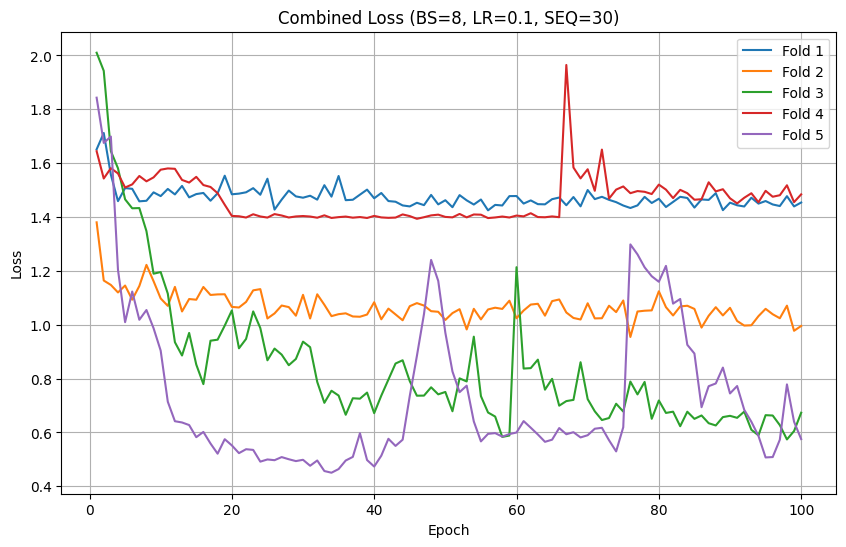 Combined Loss (BS=8, LR=0.1, SEQ=30)
Fold 1
Fold 2
Fold 3
Fold 4
Fold 5
Loss
2.0
1.8
1.6
1.4
1.2
1.0
0.8
0.6
0.4
0 20 40 60 80 100
Epoch